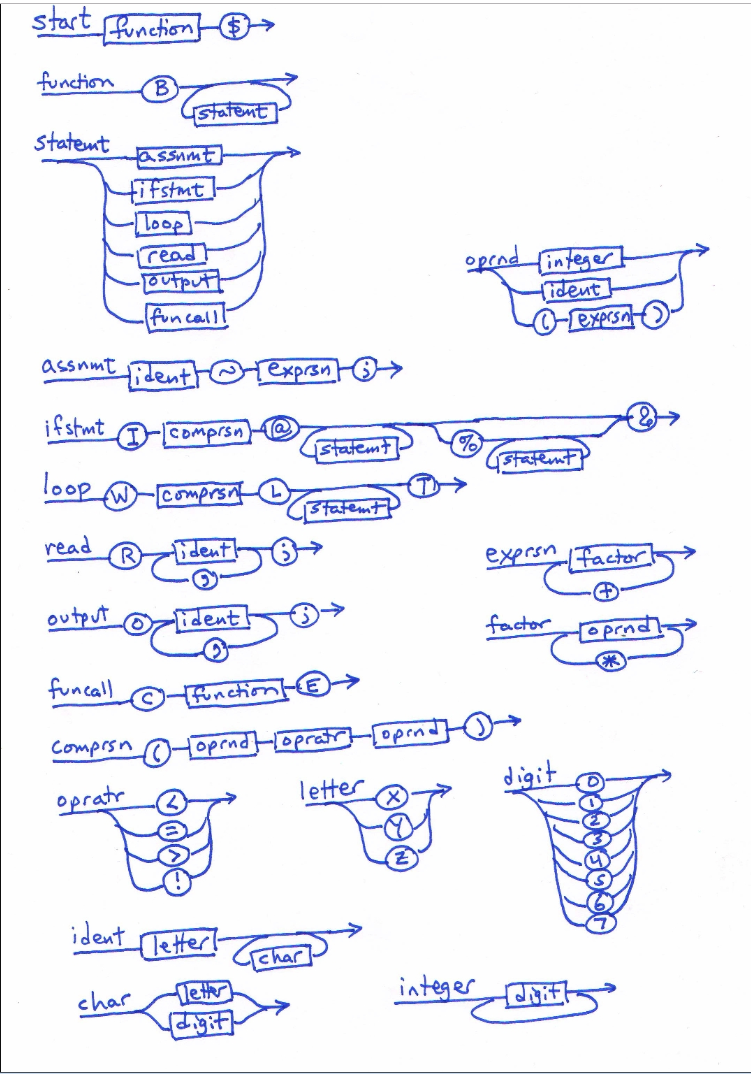 start function $
function B
statemt
statemt assnmt
ifstmt
loop
read
output
funcall
oprnd integer
ident
( exprsn )
assnmt ident ~ exprsn ;
ifstmt I comprsn @ statemt % statemt &
loop W comprsn L statemt T
read R ident ;
,
output O ident ;
,
exprsn factor
+
factor oprnd
*
funcall C function E
comprsn ( oprnd opratr oprnd )
opratr <
=
>
!
letter X
Y
Z
digit 0
1
2
3
4
5
6
7
ident letter
char
char letter
digit
integer digit